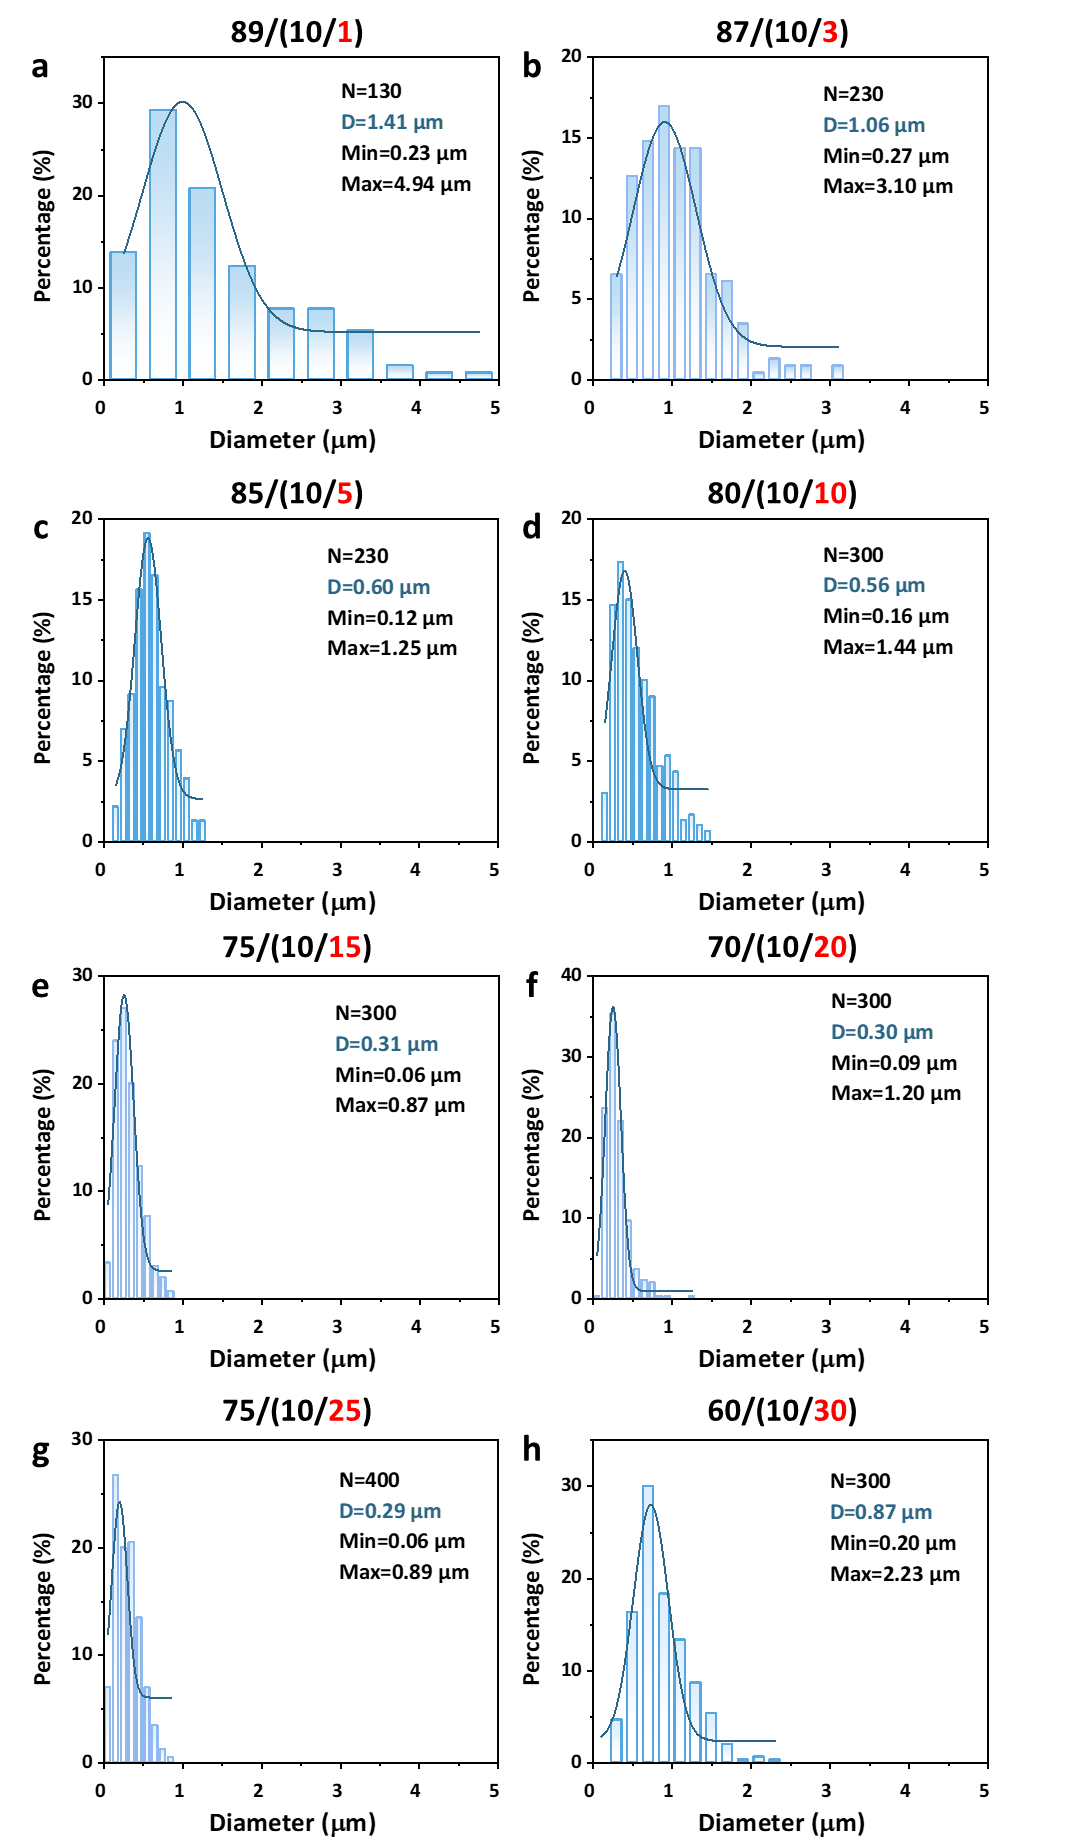 89/(10/1)
a
30
20
10
0
Percentage (%)
N=130
D=1.41 µm
Min=0.23 µm
Max=4.94 µm
0 1 2 3 4 5
Diameter (µm)
87/(10/3)
b
20
15
10
5
0
Percentage (%)
N=230
D=1.06 µm
Min=0.27 µm
Max=3.10 µm
0 1 2 3 4 5
Diameter (µm)
85/(10/5)
c
20
15
10
5
0
Percentage (%)
N=230
D=0.60 µm
Min=0.12 µm
Max=1.25 µm
0 1 2 3 4 5
Diameter (µm)
80/(10/10)
d
20
15
10
5
0
Percentage (%)
N=300
D=0.56 µm
Min=0.16 µm
Max=1.44 µm
0 1 2 3 4 5
Diameter (µm)
75/(10/15)
e
30
20
10
0
Percentage (%)
N=300
D=0.31 µm
Min=0.06 µm
Max=0.87 µm
0 1 2 3 4 5
Diameter (µm)
70/(10/20)
f
40
30
20
10
0
Percentage (%)
N=300
D=0.30 µm
Min=0.09 µm
Max=1.20 µm
0 1 2 3 4 5
Diameter (µm)
75/(10/25)
g
30
20
10
0
Percentage (%)
N=400
D=0.29 µm
Min=0.06 µm
Max=0.89 µm
0 1 2 3 4 5
Diameter (µm)
60/(10/30)
h
30
20
10
0
Percentage (%)
N=300
D=0.87 µm
Min=0.20 µm
Max=2.23 µm
0 1 2 3 4 5
Diameter (µm)